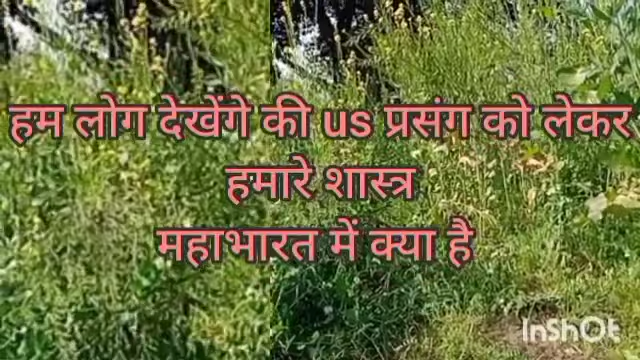 हम लोग देखेंगे की us प्रसंग को लेकर
हमारे शास्त्र
महाभारत में क्या है
InShOt